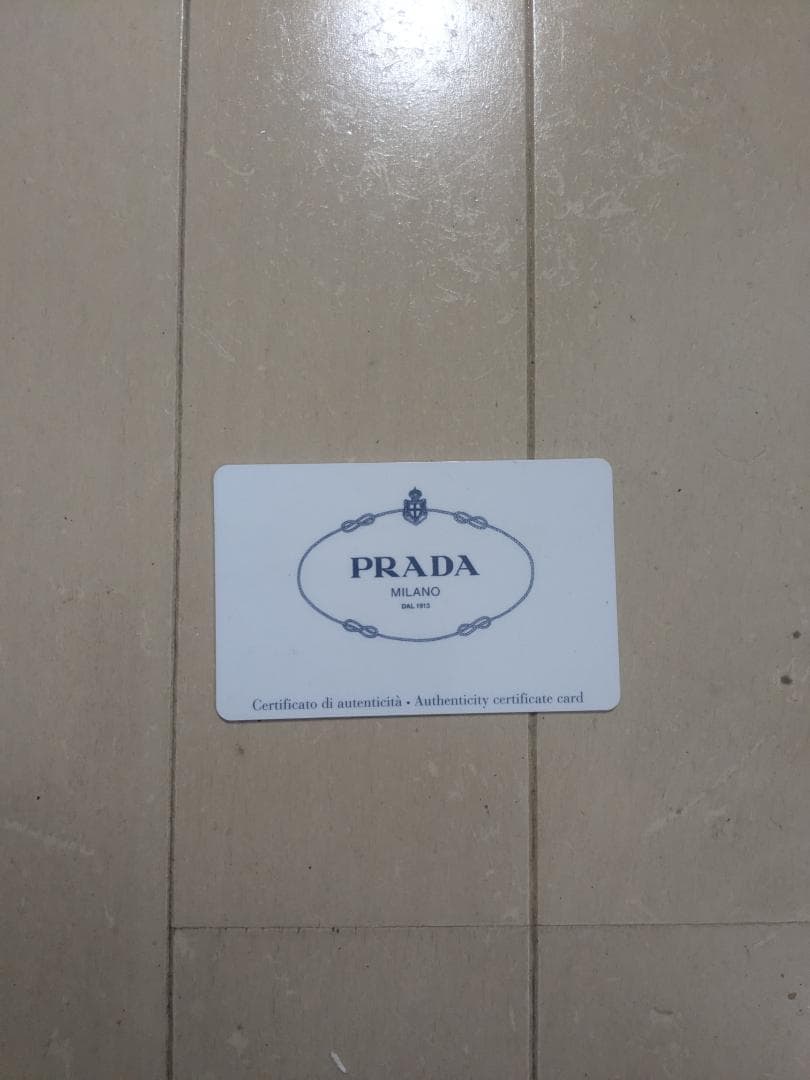 PRADA
MILANO
DAL 1913
Certificato di autenticità • Authenticity certificate card